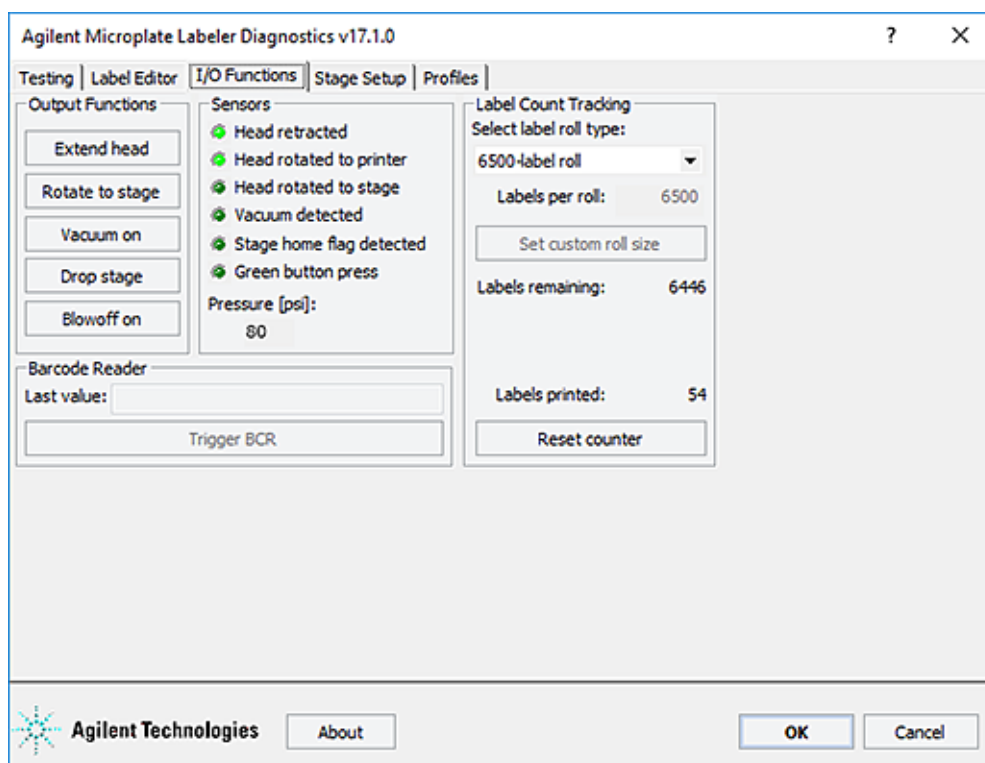 Agilent Microplate Labeler Diagnostics v17.1.0
?
Testing
Label Editor
I/O Functions
Stage Setup
Profiles
Output Functions
Extend head
Rotate to stage
Vacuum on
Drop stage
Blowoff on
Sensors
Head retracted
Head rotated to printer
Head rotated to stage
Vacuum detected
Stage home flag detected
Green button press
Pressure [psi]:
80
Label Count Tracking
Select label roll type:
6500-label roll
Labels per roll: 6500
Set custom roll size
Labels remaining: 6446
Labels printed: 54
Reset counter
Barcode Reader
Last value:
Trigger BCR
Agilent Technologies
About
OK
Cancel